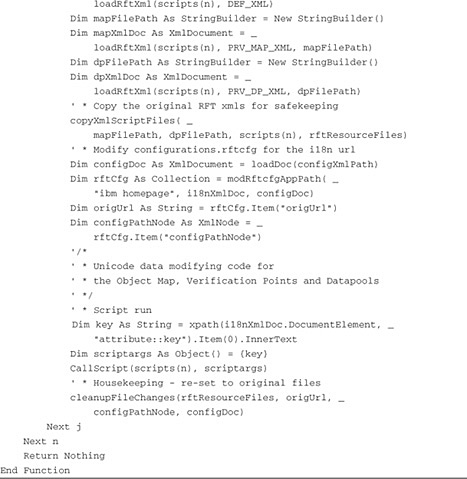 loadRftXml(scripts(n), DEF_XML)
Dim mapFilePath As StringBuilder = New StringBuilder()
Dim mapXmlDoc As XmlDocument = _
loadRftXml(scripts(n), PRV_MAP_XML, mapFilePath)
Dim dpFilePath As StringBuilder = New StringBuilder()
Dim dpXmlDoc As XmlDocument = _
loadRftXml(scripts(n), PRV_DP_XML, dpFilePath)
' * Copy the original RFT xmls for safekeeping
copyXmlScriptFiles( _
mapFilePath, dpFilePath, scripts(n), rftResourceFiles)
' * Modify configurations.rftcfg for the i18n url
Dim configDoc As XmlDocument = loadDoc(configXmlPath)
Dim rftCfg As Collection = modRftcfgAppPath( _
"ibm homepage", i18nXmlDoc, configDoc)
Dim origUrl As String = rftCfg.Item("origUrl")
Dim configPathNode As XmlNode = _
rftCfg.Item("configPathNode")
'/*
' * Unicode data modifying code for
' * the Object Map, Verification Points and Datapools
' */
' * Script run
Dim key As String = xpath(i18nXmlDoc.DocumentElement, _
"attribute::key").Item(0).InnerText
Dim scriptargs As Object() = {key}
CallScript(scripts(n), scriptargs)
' * Housekeeping - re-set to original files
cleanupFileChanges(rftResourceFiles, origUrl, _
configPathNode, configDoc)
Next j
Next n
Return Nothing
End Function